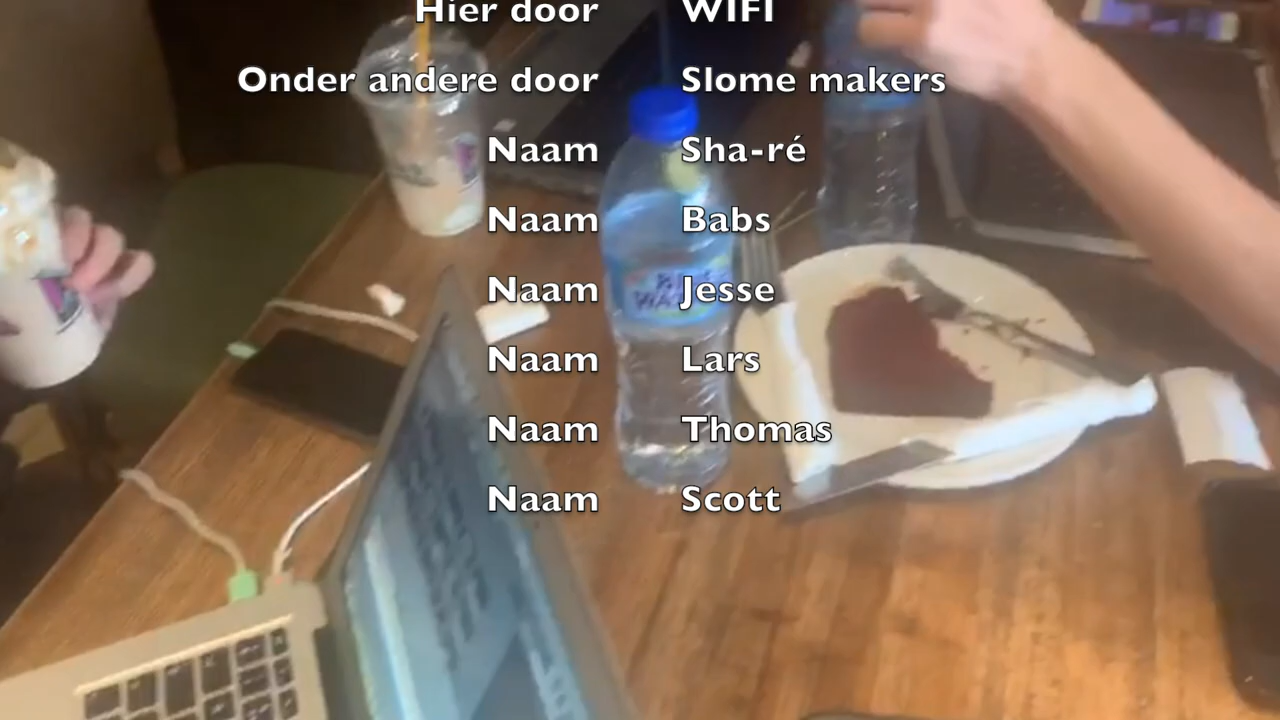 Hier door WIFI
Onder andere door Slome makers
Naam Sha-ré
Naam Babs
Naam Jesse
Naam Lars
Naam Thomas
Naam Scott